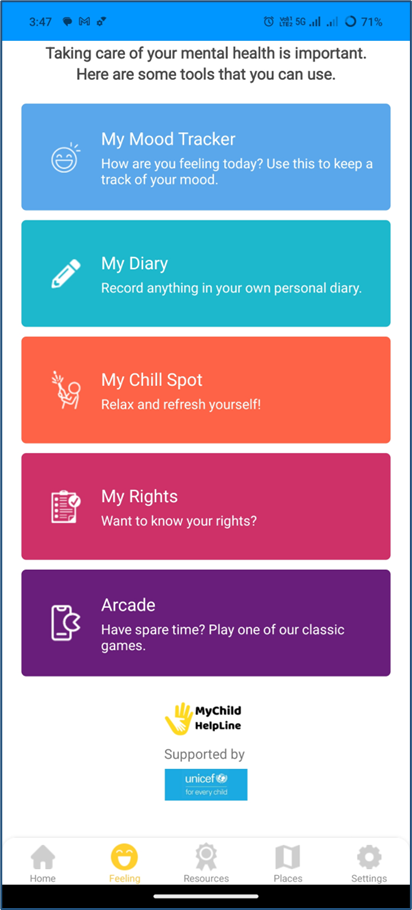 3:47
VoWiFi LTE2 5G
71%
Taking care of your mental health is important.
Here are some tools that you can use.
My Mood Tracker
How are you feeling today? Use this to keep a
track of your mood.
My Diary
Record anything in your own personal diary.
My Chill Spot
Relax and refresh yourself!
My Rights
Want to know your rights?
Arcade
Have spare time? Play one of our classic
games.
MyChild
HelpLine
Supported by
unicef
for every child
Home
Feeling
Resources
Places
Settings